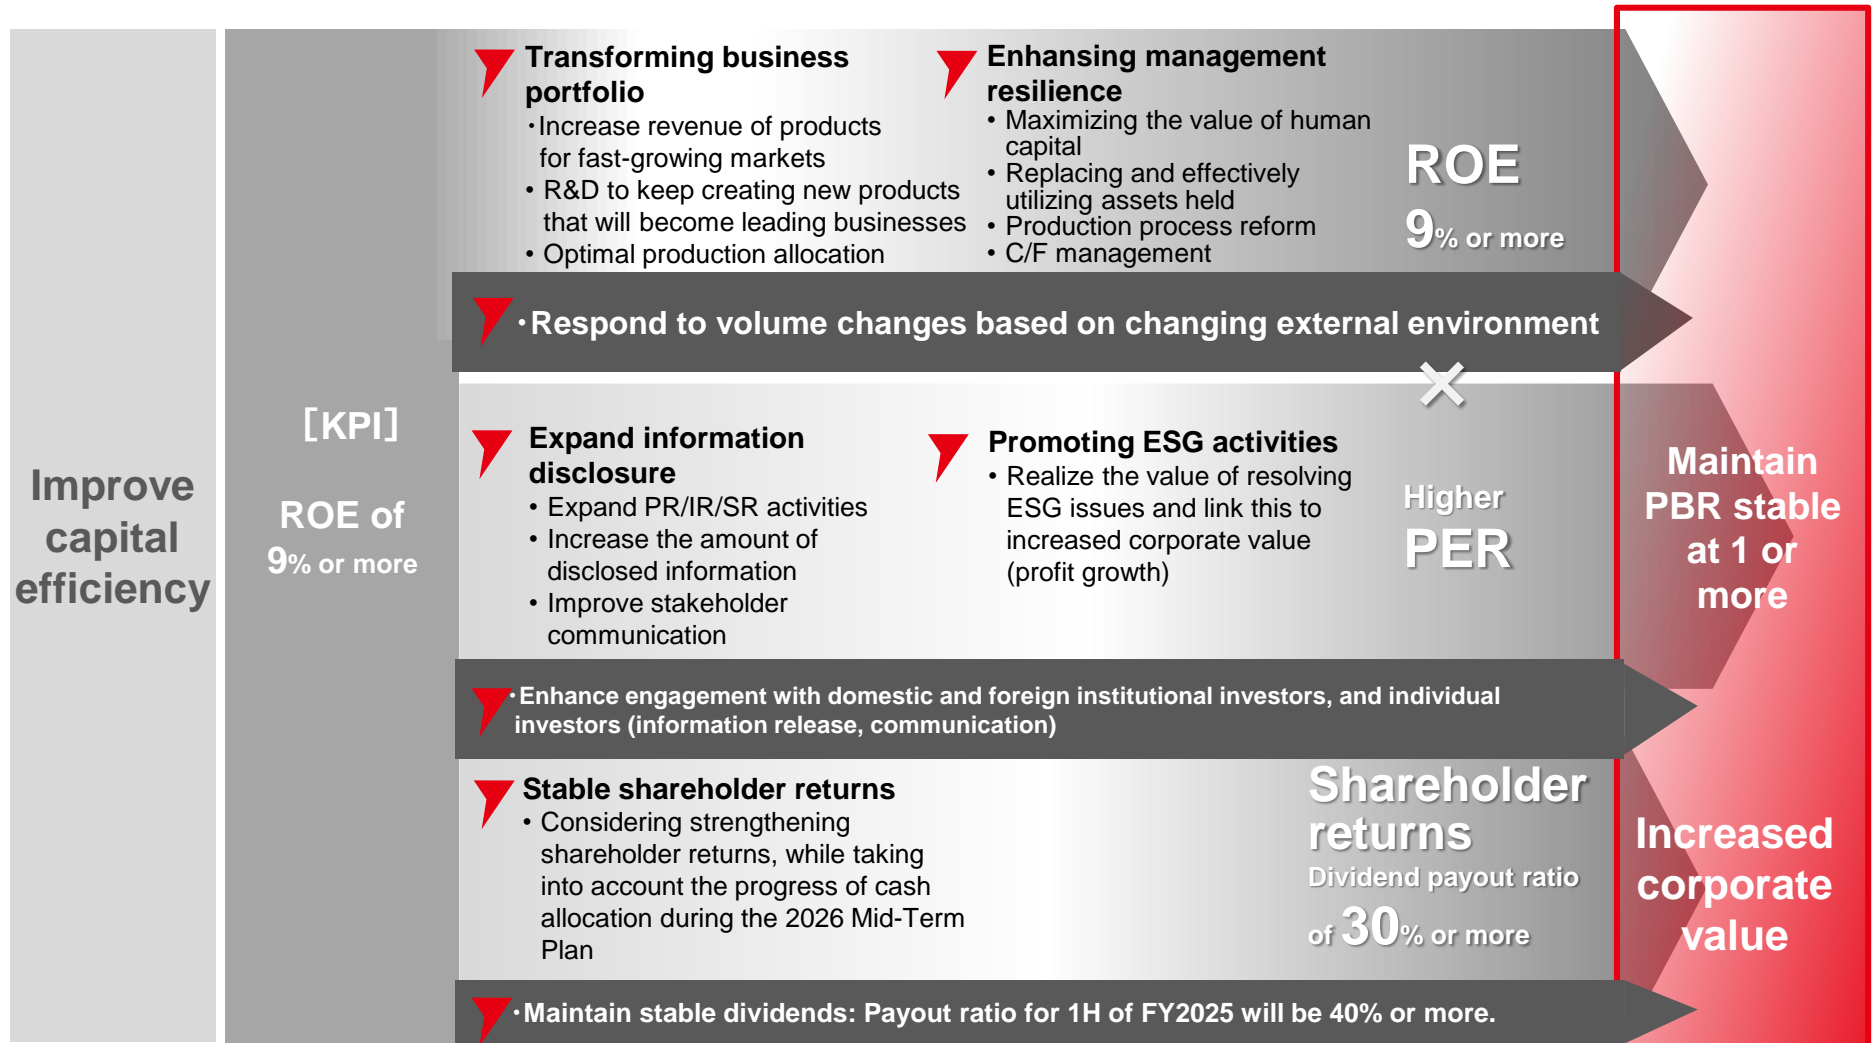 Improve
capital
efficiency
［KPI］
ROE of
9% or more
Transforming business
portfolio
・Increase revenue of products
for fast-growing markets
• R&D to keep creating new products
that will become leading businesses
• Optimal production allocation
Enhansing management
resilience
• Maximizing the value of human
capital
• Replacing and effectively
utilizing assets held
• Production process reform
• C/F management
ROE
9% or more
・Respond to volume changes based on changing external environment
×
Expand information
disclosure
• Expand PR/IR/SR activities
• Increase the amount of
disclosed information
• Improve stakeholder
communication
Promoting ESG activities
• Realize the value of resolving
ESG issues and link this to
increased corporate value
(profit growth)
Higher
PER
・Enhance engagement with domestic and foreign institutional investors, and individual
investors (information release, communication)
Stable shareholder returns
• Considering strengthening
shareholder returns, while taking
into account the progress of cash
allocation during the 2026 Mid-Term
Plan
Shareholder
returns
Dividend payout ratio
of 30% or more
・Maintain stable dividends: Payout ratio for 1H of FY2025 will be 40% or more.
Maintain
PBR stable
at 1 or
more
Increased
corporate
value